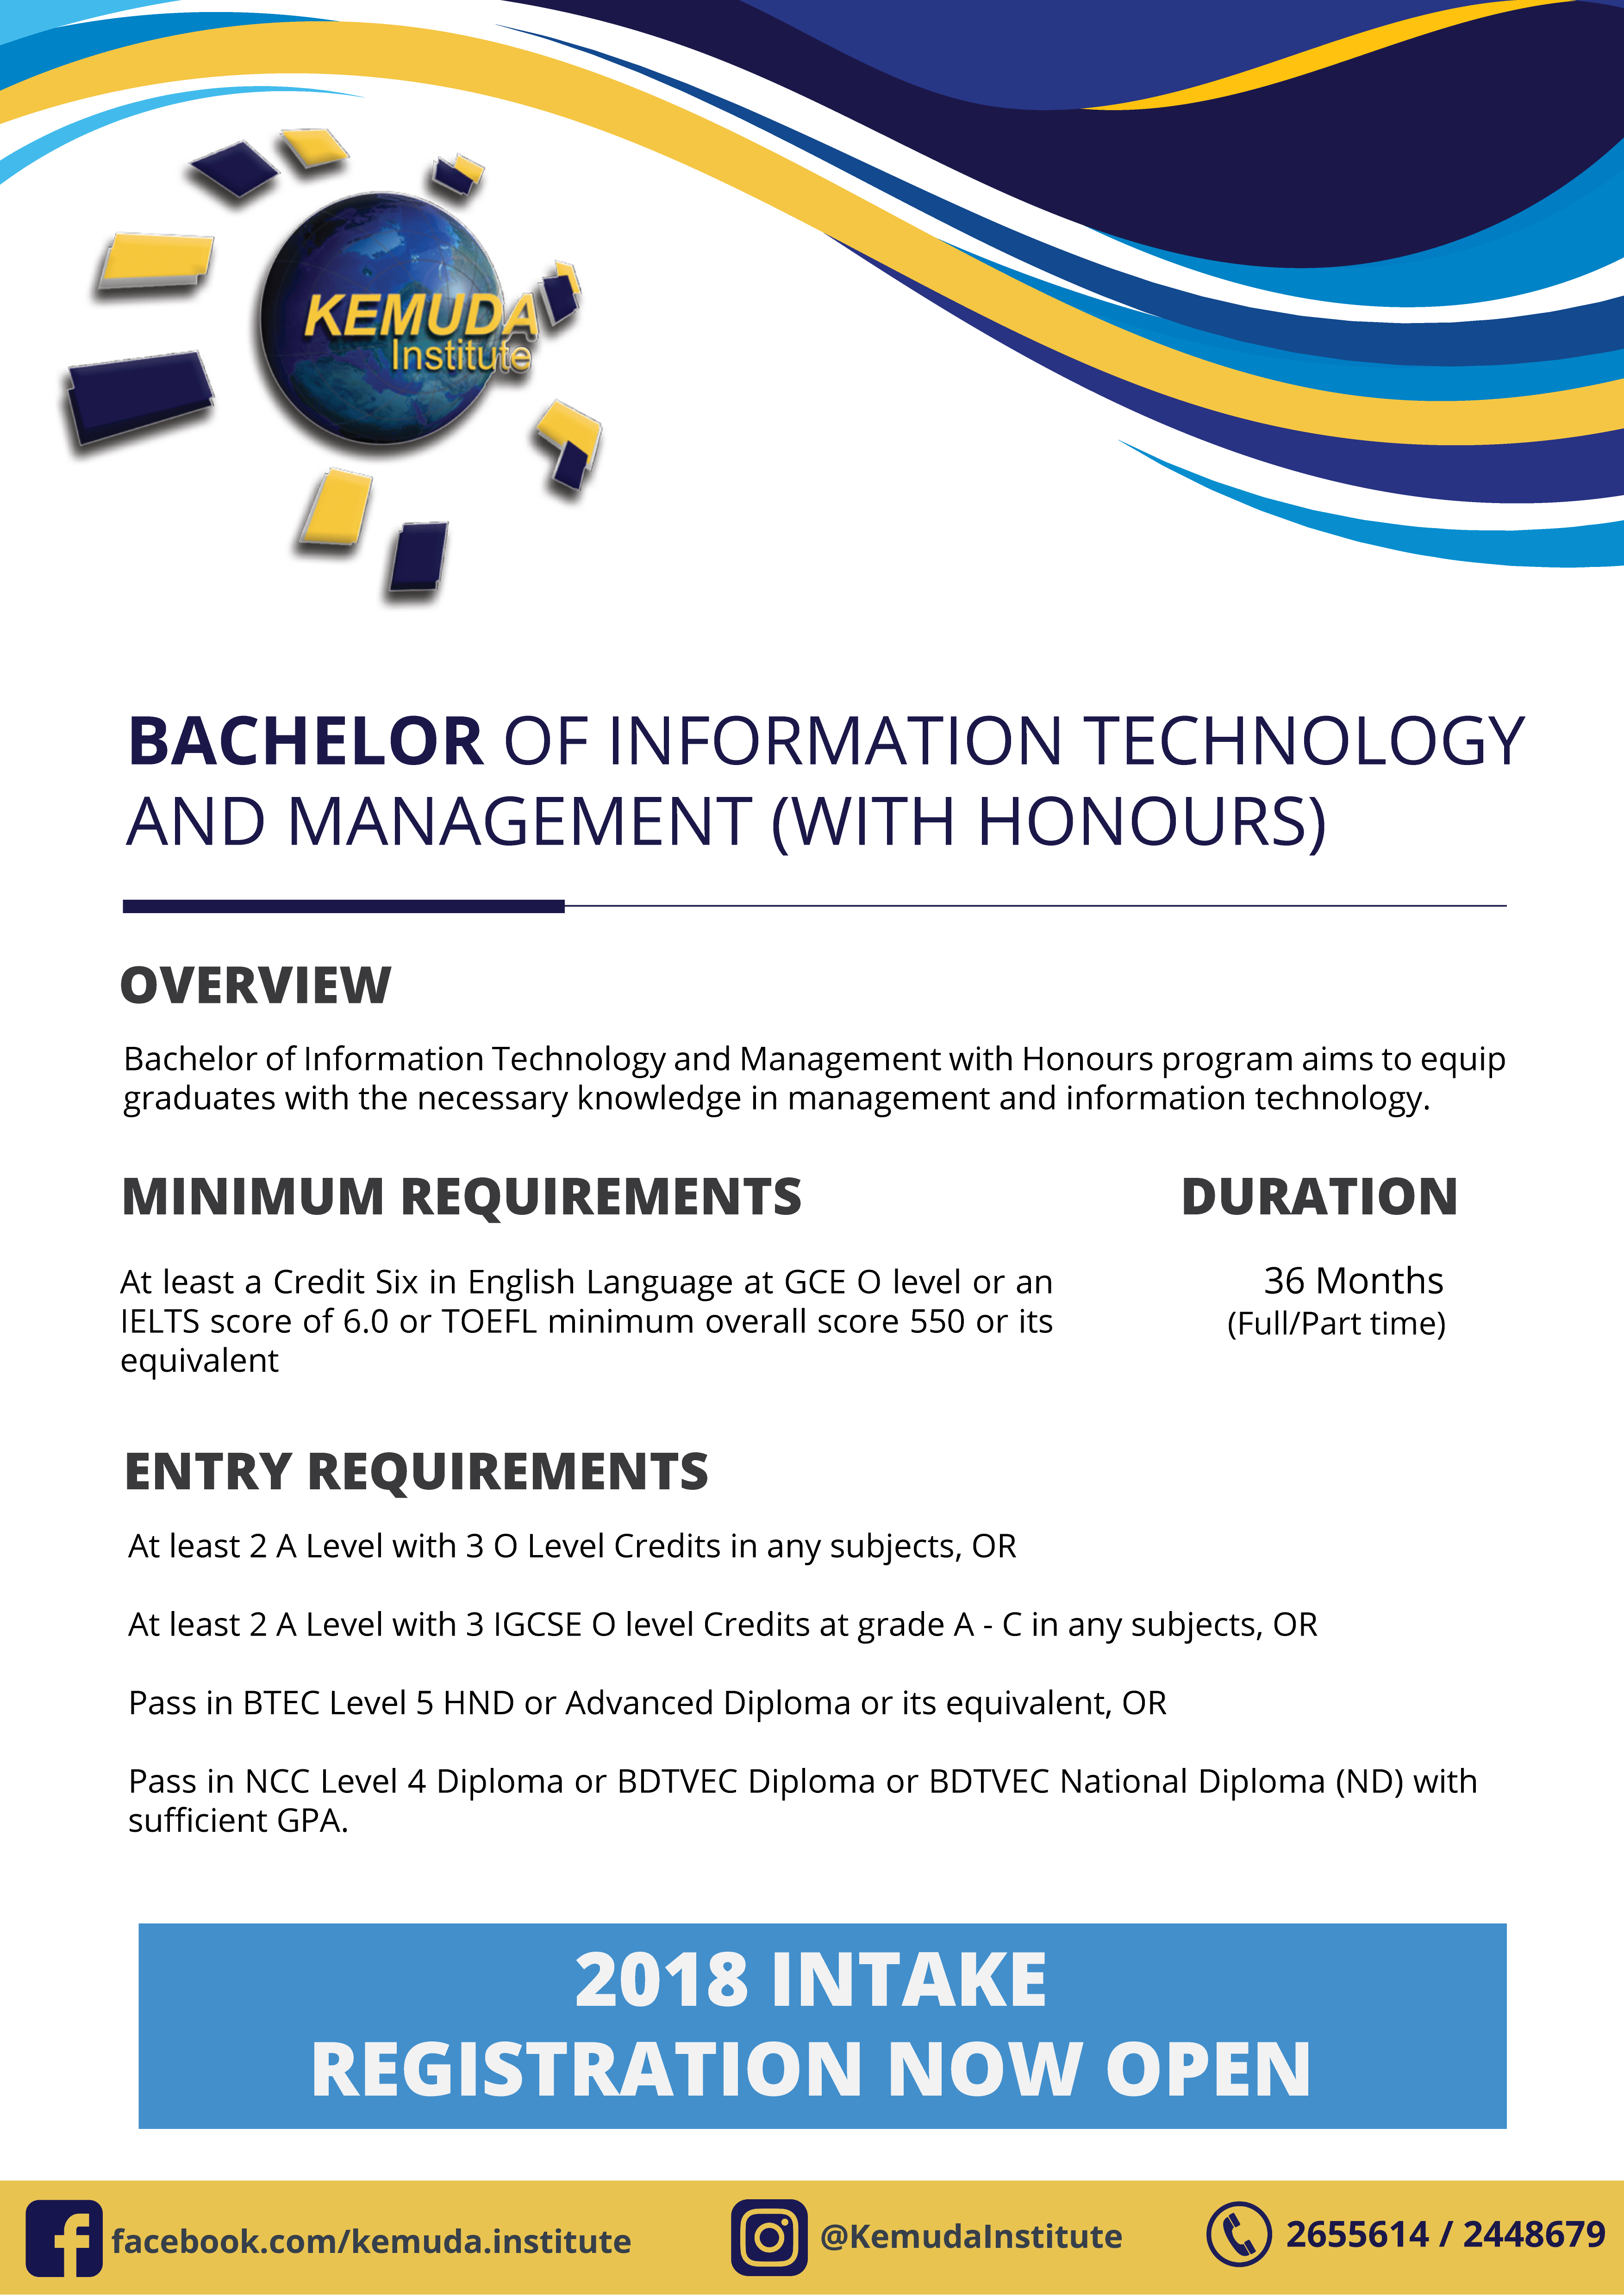 KEMUDA
Institute
BACHELOR OF INFORMATION TECHNOLOGY
AND MANAGEMENT (WITH HONOURS)
OVERVIEW
Bachelor of Information Technology and Management with Honours program aims to equip
graduates with the necessary knowledge in management and information technology.
MINIMUM REQUIREMENTS
At least a Credit Six in English Language at GCE O level or an
IELTS score of 6.0 or TOEFL minimum overall score 550 or its
equivalent
DURATION
36 Months
(Full/Part time)
ENTRY REQUIREMENTS
At least 2 A Level with 3 O Level Credits in any subjects, OR
At least 2 A Level with 3 IGCSE O level Credits at grade A - C in any subjects, OR
Pass in BTEC Level 5 HND or Advanced Diploma or its equivalent, OR
Pass in NCC Level 4 Diploma or BDTVEC Diploma or BDTVEC National Diploma (ND) with
sufficient GPA.
2018 INTAKE
REGISTRATION NOW OPEN
facebook.com/kemuda.institute
@KemudaInstitute
2655614 / 2448679